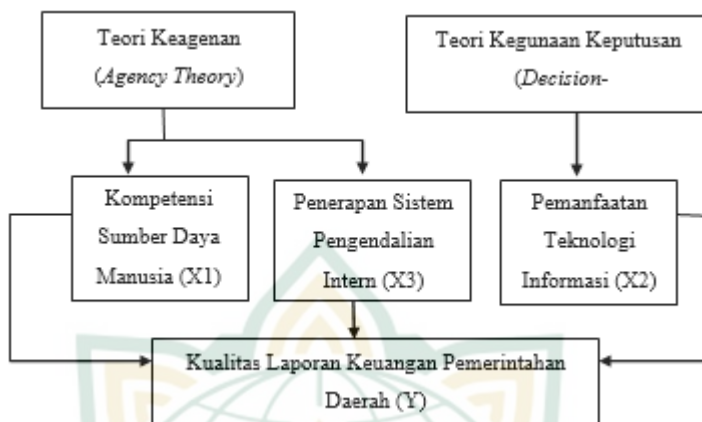 Teori Keagenan
(Agency Theory)
Teori Kegunaan Keputusan
(Decision-
Kompetensi
Sumber Daya
Manusia (X1)
Penerapan Sistem
Pengendalian
Intern (X3)
Pemanfaatan
Teknologi
Informasi (X2)
Kualitas Laporan Keuangan Pemerintahan
Daerah (Y)